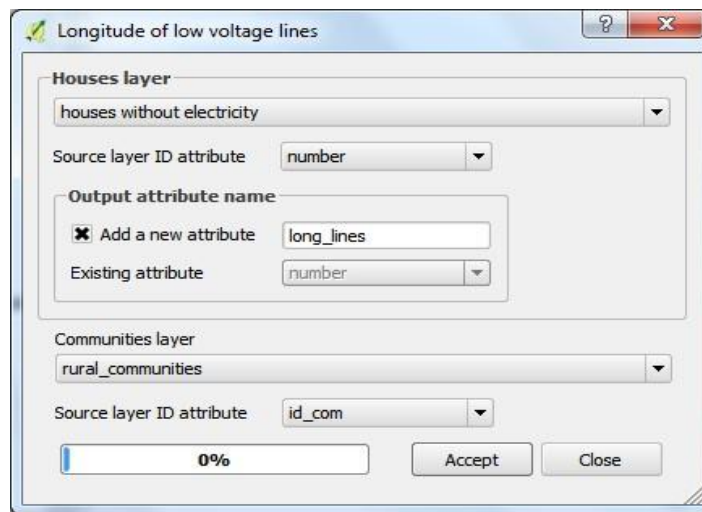 Longitude of low voltage lines
Houses layer
houses without electricity
Source layer ID attribute number
Output attribute name
Add a new attribute long_lines
Existing attribute number
Communities layer
rural_communities
Source layer ID attribute id_com
0% Accept Close